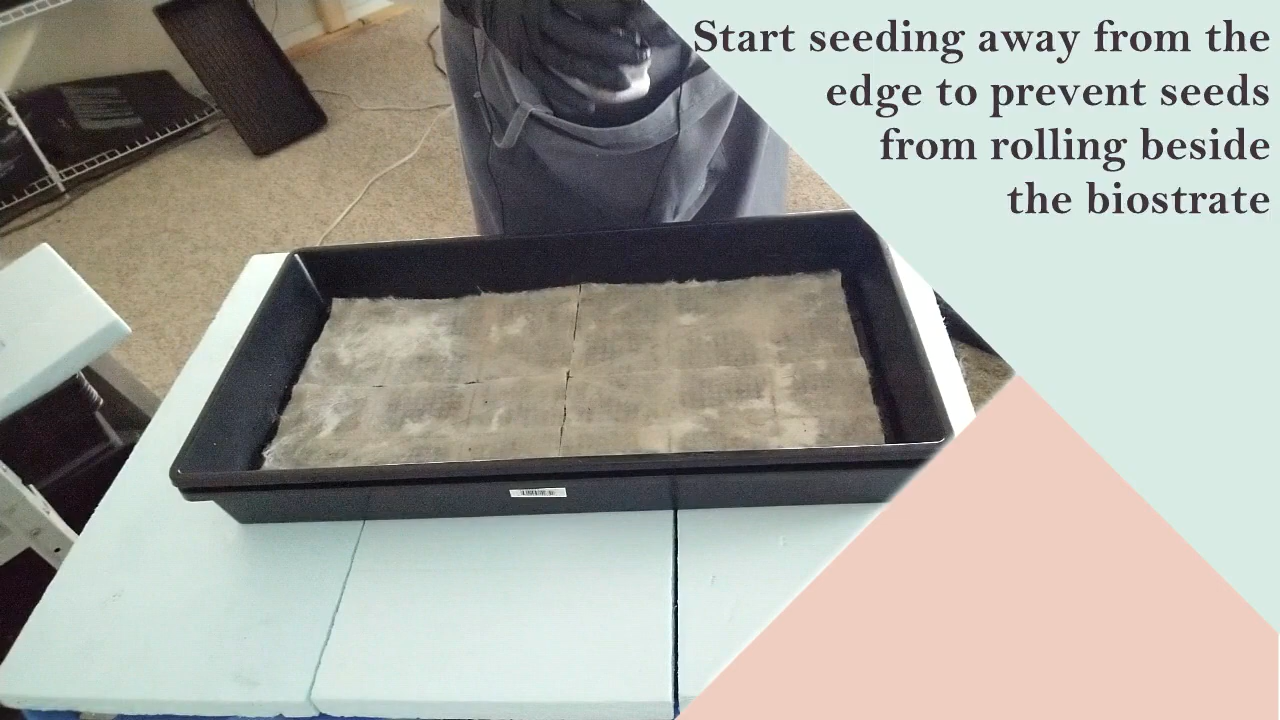 Start seeding away from the
edge to prevent seeds
from rolling beside
the biostrate